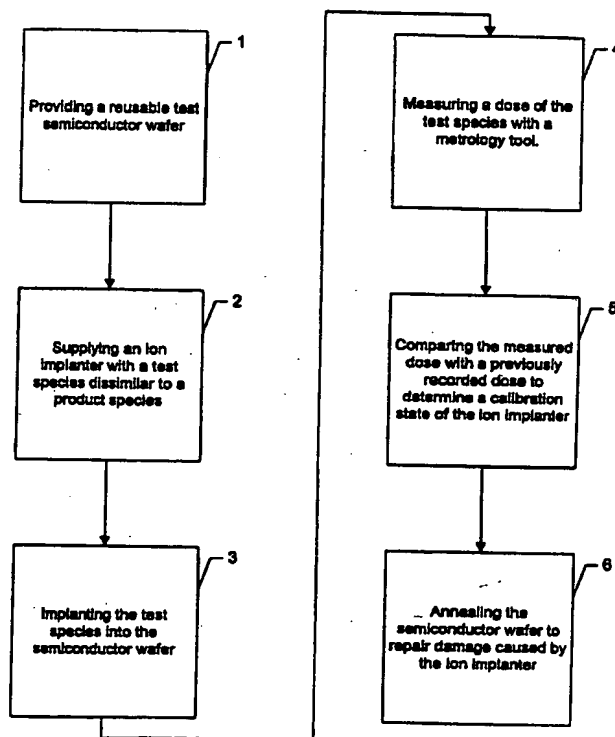 1
Providing a reusable test
semiconductor wafer
2
Supplying an ion
implanter with a test
species dissimilar to a
product species
3
Implanting the test
species into the
semiconductor wafer
4
Measuring a dose of the
test species with a
metrology tool.
5
Comparing the measured
dose with a previously
recorded dose to
determine a calibration
state of the ion implanter
6
Annealing the
semiconductor wafer to
repair damage caused by
the ion implanter